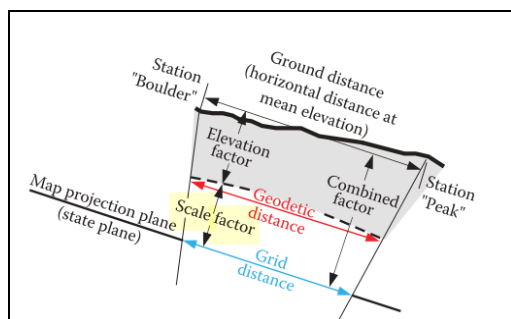 Station
"Boulder"
Ground distance
(horizontal distance at
mean elevation)
Elevation
factor
Combined
factor
Station
"Peak"
Map projection plane
(state plane)
Scale factor
Geodetic
distance
Grid
distance